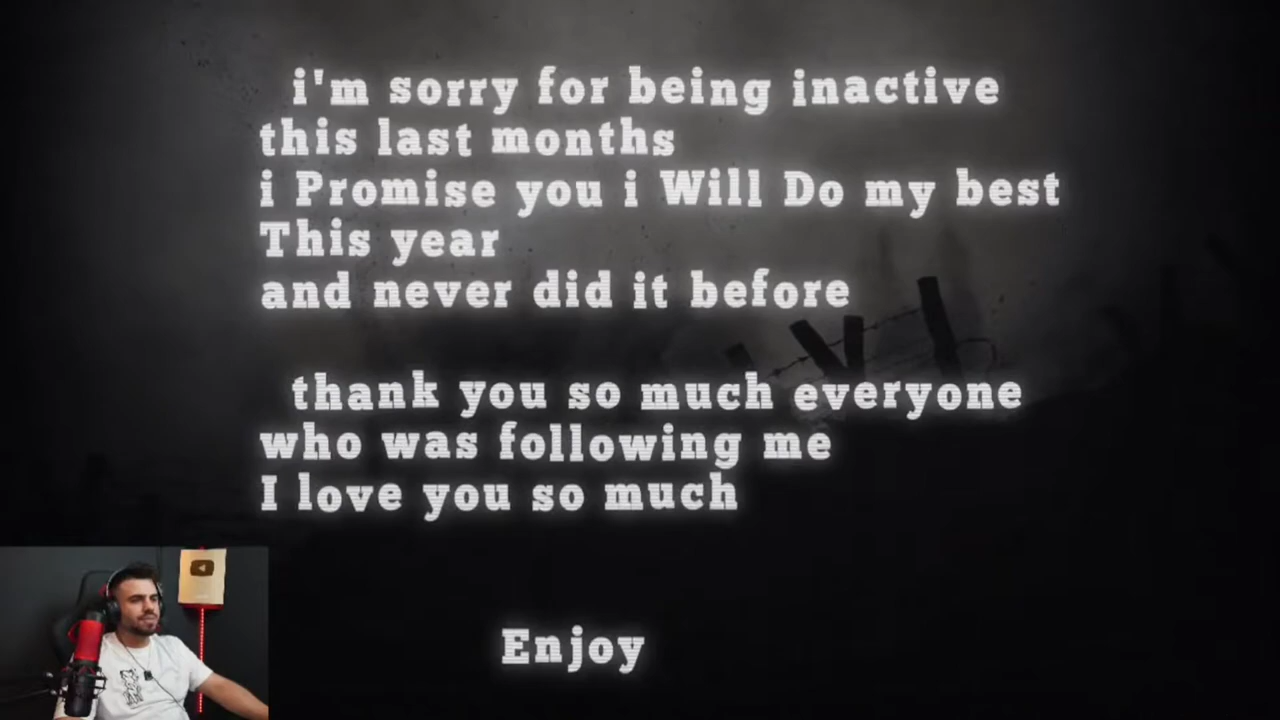 i'm sorry for being inactive
this last months
i Promise you i Will Do my best
This year
and never did it before
thank you so much everyone
who was following me
I love you so much
Enjoy